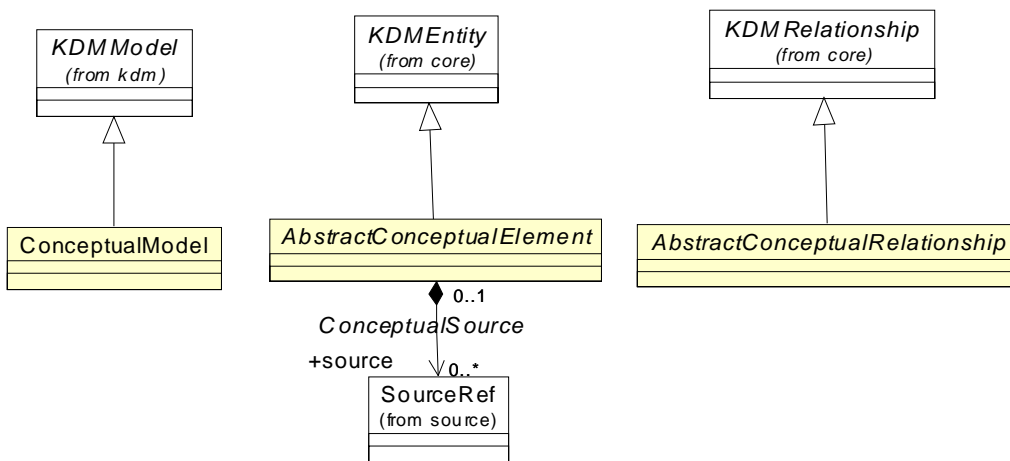 KDMModel
(from kdm)
KDMEntity
(from core)
KDMRelationship
(from core)
ConceptualModel
AbstractConceptualElement
AbstractConceptualRelationship
0..1
ConceptualSource
+source
0..*
SourceRef
(from source)